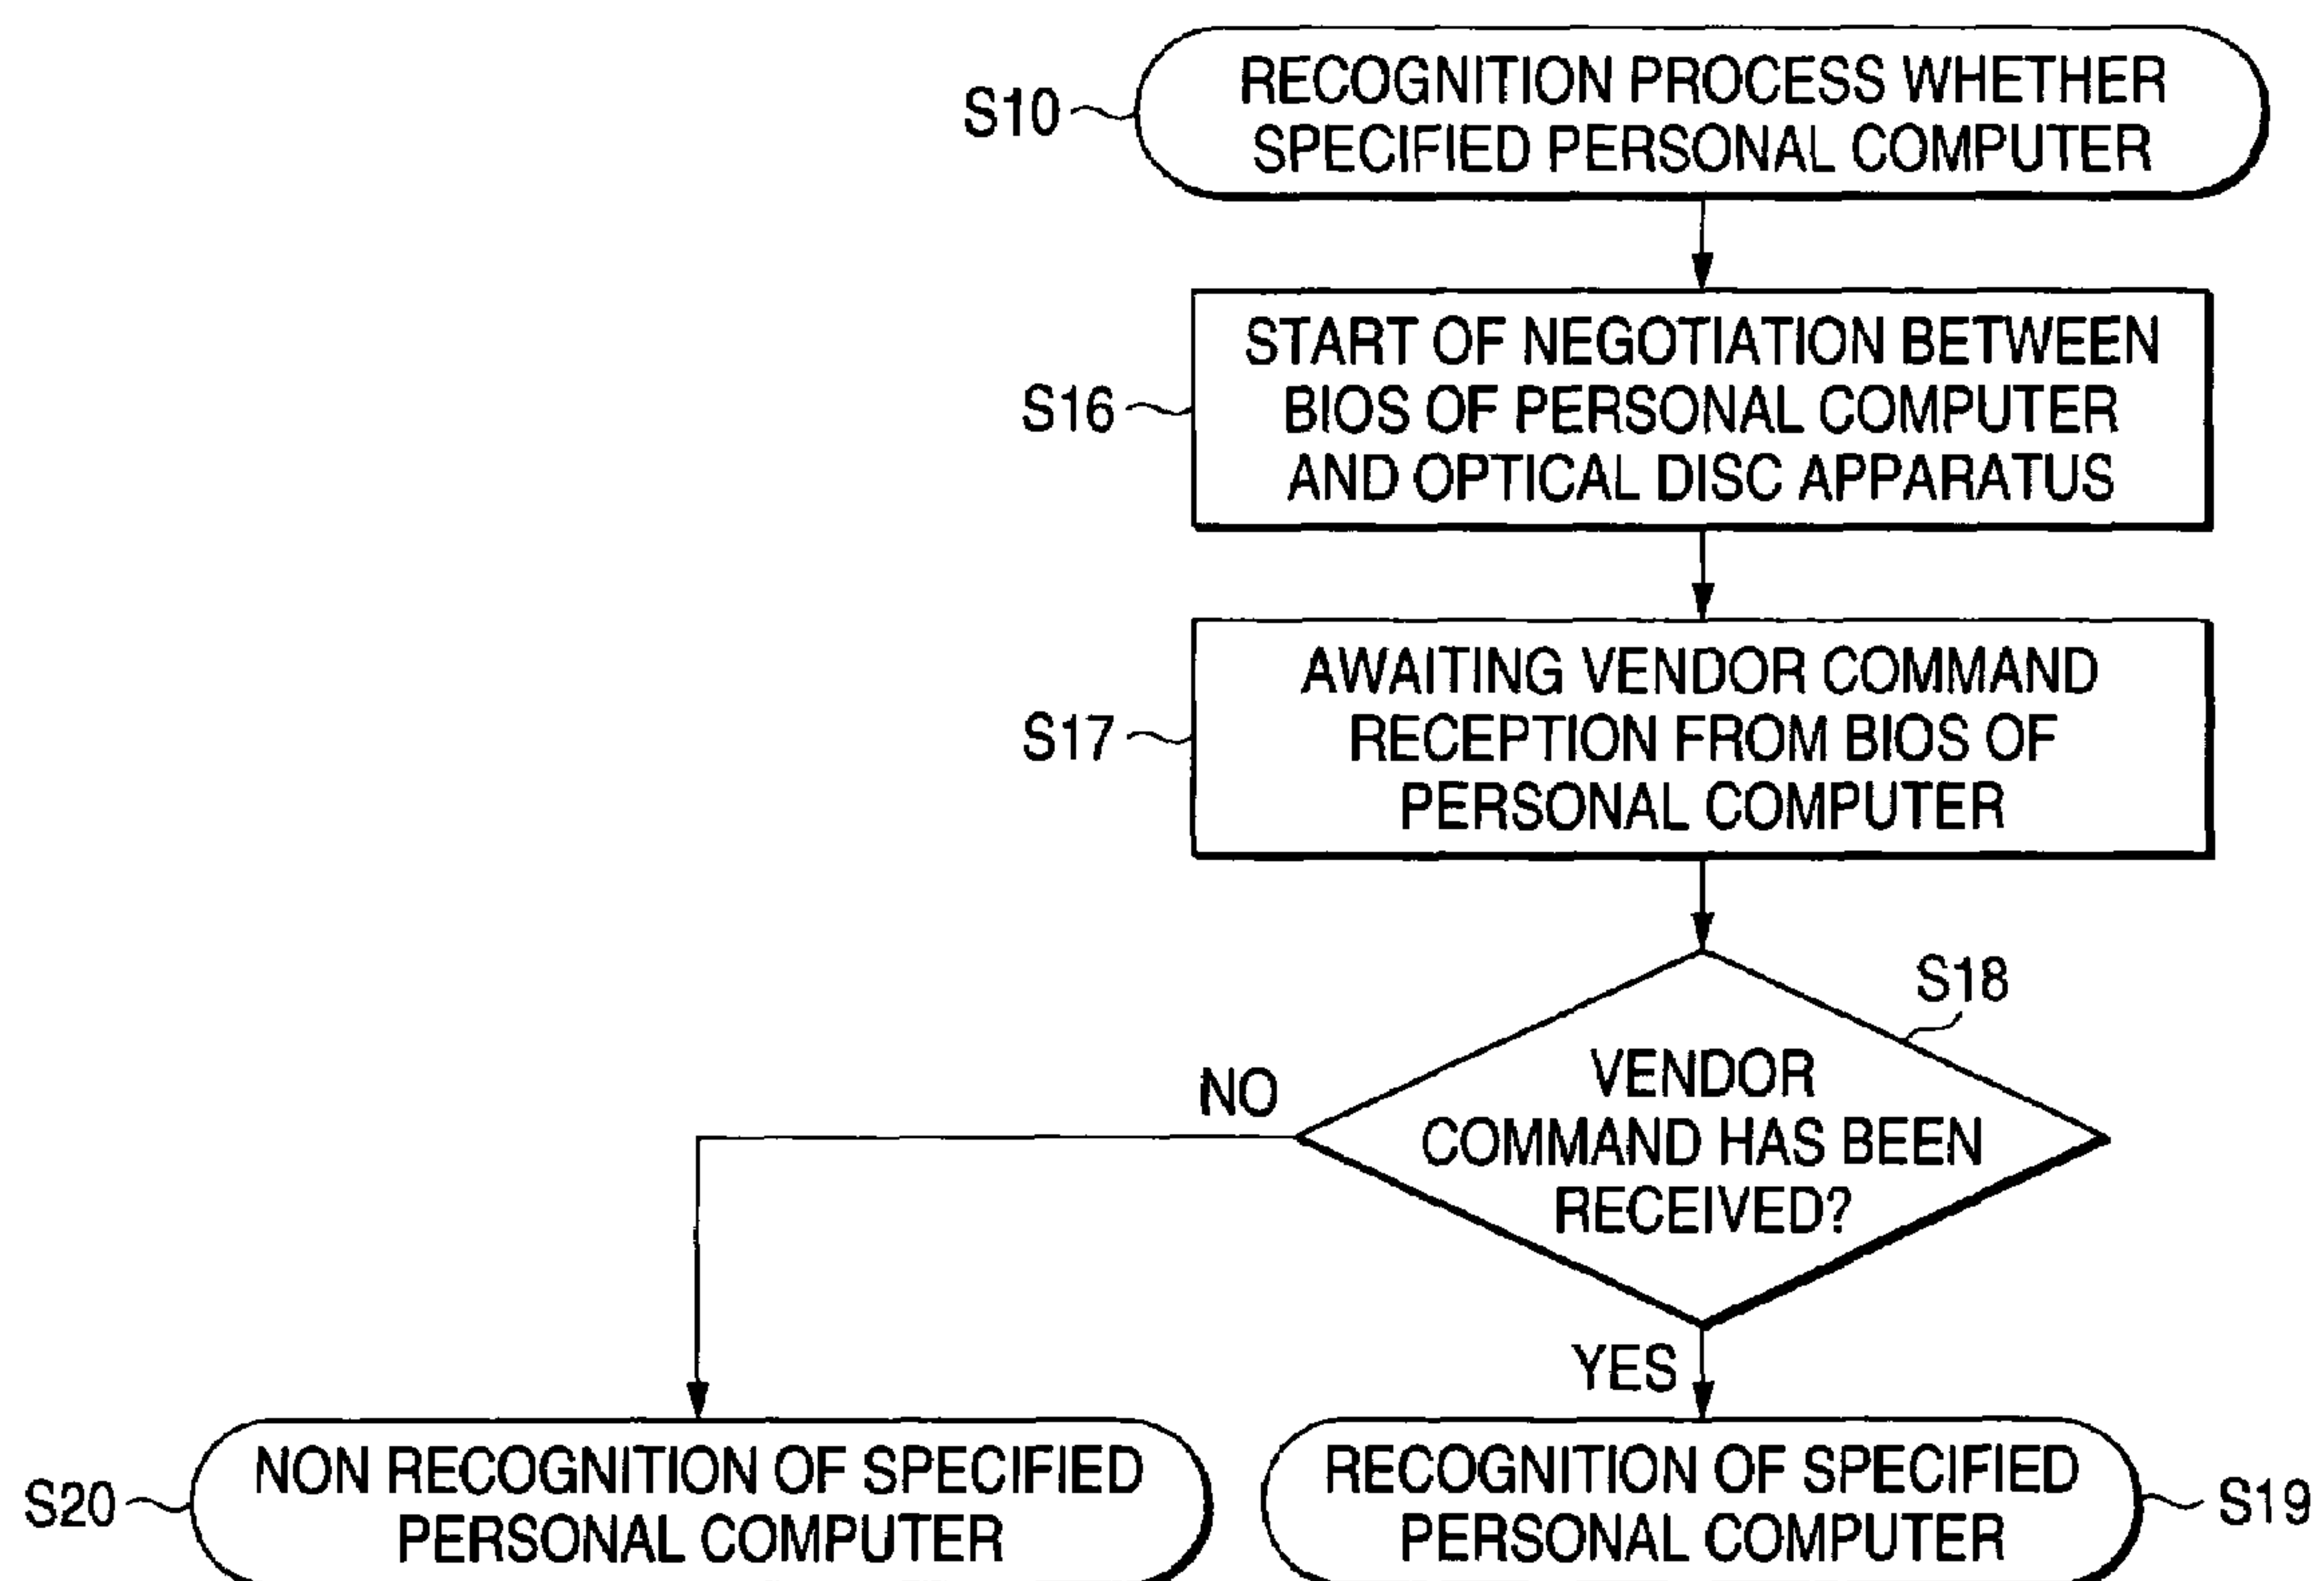 S10
RECOGNITION PROCESS WHETHER
SPECIFIED PERSONAL COMPUTER
S16
START OF NEGOTIATION BETWEEN
BIOS OF PERSONAL COMPUTER
AND OPTICAL DISC APPARATUS
S17
AWAITING VENDOR COMMAND
RECEPTION FROM BIOS OF
PERSONAL COMPUTER
S18
VENDOR
COMMAND HAS BEEN
RECEIVED?
NO
YES
S20
NON RECOGNITION OF SPECIFIED
PERSONAL COMPUTER
RECOGNITION OF SPECIFIED
PERSONAL COMPUTER
S19